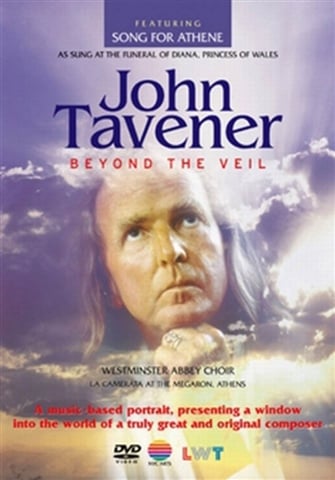 FEATURING
SONG FOR ATHENE
AS SUNG AT THE FUNERAL OF DIANA, PRINCESS OF WALES
John
Tavener
BEYOND THE VEIL
WESTMINSTER ABBEY CHOIR
LA CAMERATA AT THE MEGARON, ATHENS
A music-based portrait, presenting a window
into the world of a truly great and original composer
DVD
VIDEO
LWT